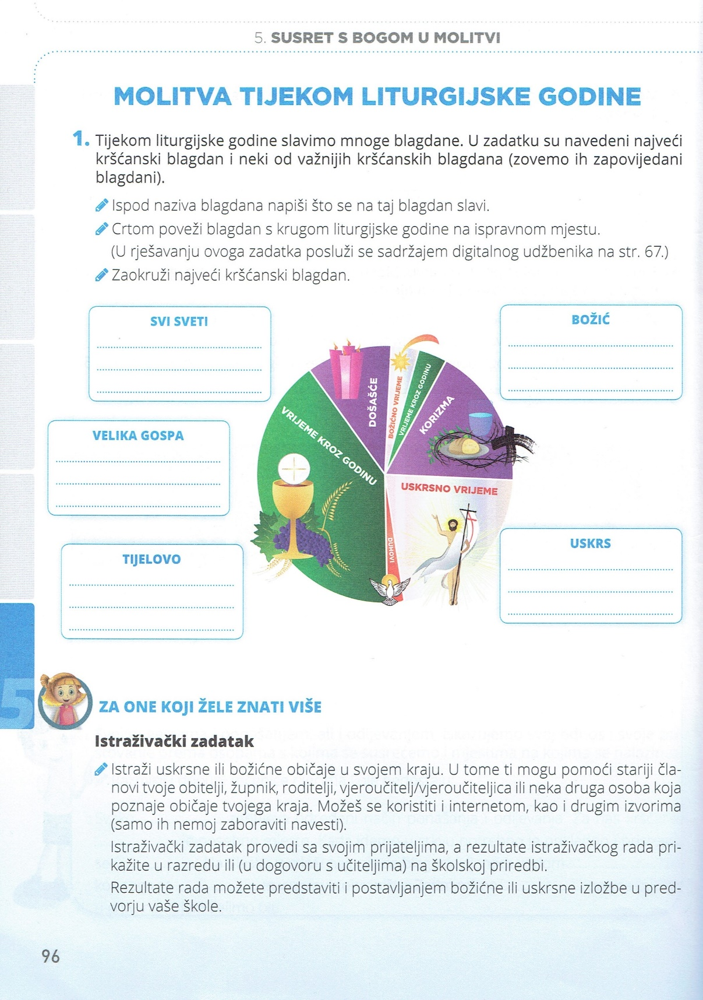 5. SUSRET S BOGOM U MOLITVI
MOLITVA TIJEKOM LITURGIJSKE GODINE
1. Tijekom liturgijske godine slavimo mnoge blagdane. U zadatku su navedeni najveći
kršćanski blagdan i neki od važnijih kršćanskih blagdana (zovemo ih zapovijedani
blagdani).
Ispod naziva blagdana napiši što se na taj blagdan slavi.
Crtom poveži blagdan s krugom liturgijske godine na ispravnom mjestu.
(U rješavanju ovoga zadatka posluži se sadržajem digitalnog udžbenika na str. 67.)
Zaokruži najveći kršćanski blagdan.
SVI SVETI
BOŽIĆ
VELIKA GOSPA
TIJELOVO
USKRS
VRIJEME KROZ GODINU
DOŠAŠĆE
BOŽIĆNO VRIJEME
VRIJEME KROZ GODINU
KORIZMA
USKRSNO VRIJEME
DUHOVI
5
ZA ONE KOJI ŽELE ZNATI VIŠE
Istraživački zadatak
Istraži uskrsne ili božićne običaje u svojem kraju. U tome ti mogu pomoći stariji čla-
novi tvoje obitelji, župnik, roditelji, vjeroučitelj/vjeroučiteljica ili neka druga osoba koja
poznaje običaje tvojega kraja. Možeš se koristiti i internetom, kao i drugim izvorima
(samo ih nemoj zaboraviti navesti).
Istraživački zadatak provedi sa svojim prijateljima, a rezultate istraživačkog rada pri-
kažite u razredu ili (u dogovoru s učiteljima) na školskoj priredbi.
Rezultate rada možete predstaviti i postavljanjem božićne ili uskrsne izložbe u pred-
vorju vaše škole.
96